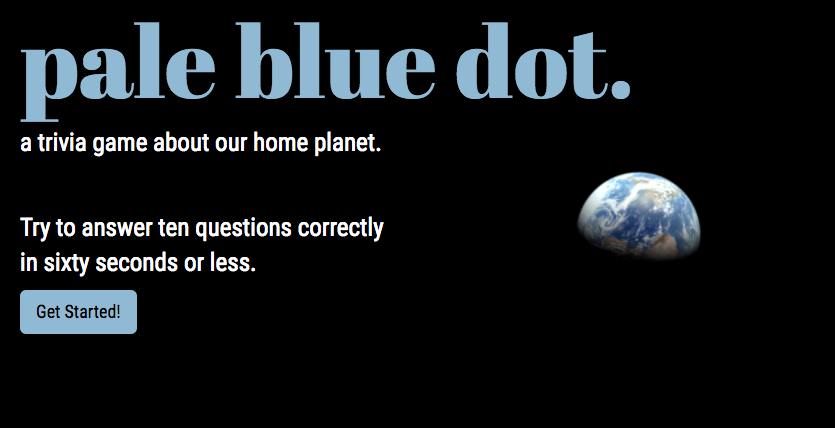 pale blue dot.
a trivia game about our home planet.
Try to answer ten questions correctly
in sixty seconds or less.
Get Started!